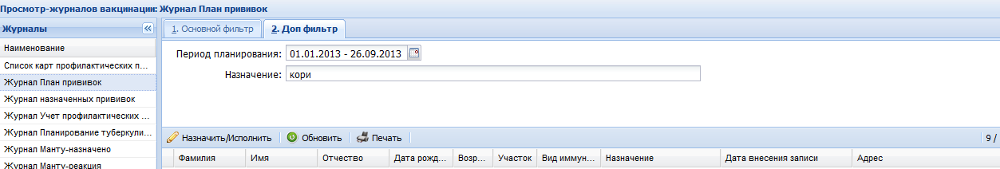 Просмотр-журналов вакцинации: Журнал План прививок
Журналы
1. Основной фильтр 2. Доп фильтр
Наименование
Период планирования: 01.01.2013 - 26.09.2013
Список карт профилактических п...
Назначение: кори
Журнал План прививок
Журнал назначенных прививок
Журнал Учет профилактических ...
Журнал Планирование туберкули...
Назначить/Исполнить Обновить Печать 9 /
Журнал Манту-назначено
Фамилия Имя Отчество Дата рожд... Возр... Участок Вид иммун... Назначение Дата внесения записи Адрес
Журнал Манту-реакция